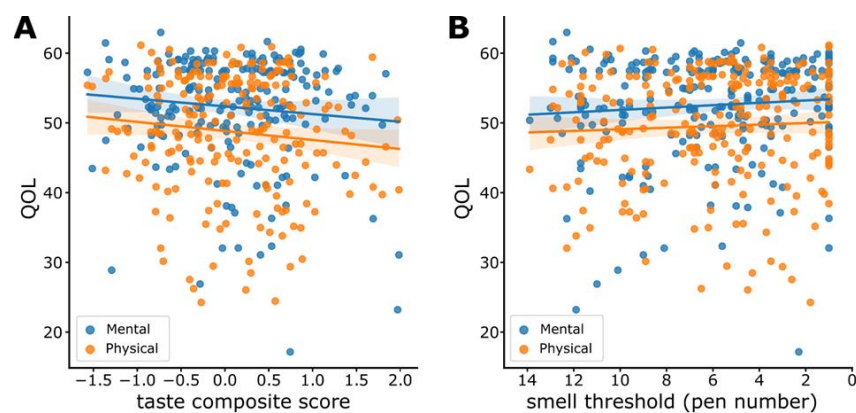 A
60
50
40
30
20
QOL
Mental
Physical
−1.5 −1.0 −0.5 0.0 0.5 1.0 1.5 2.0
taste composite score
B
60
50
40
30
20
QOL
Mental
Physical
14 12 10 8 6 4 2 0
smell threshold (pen number)